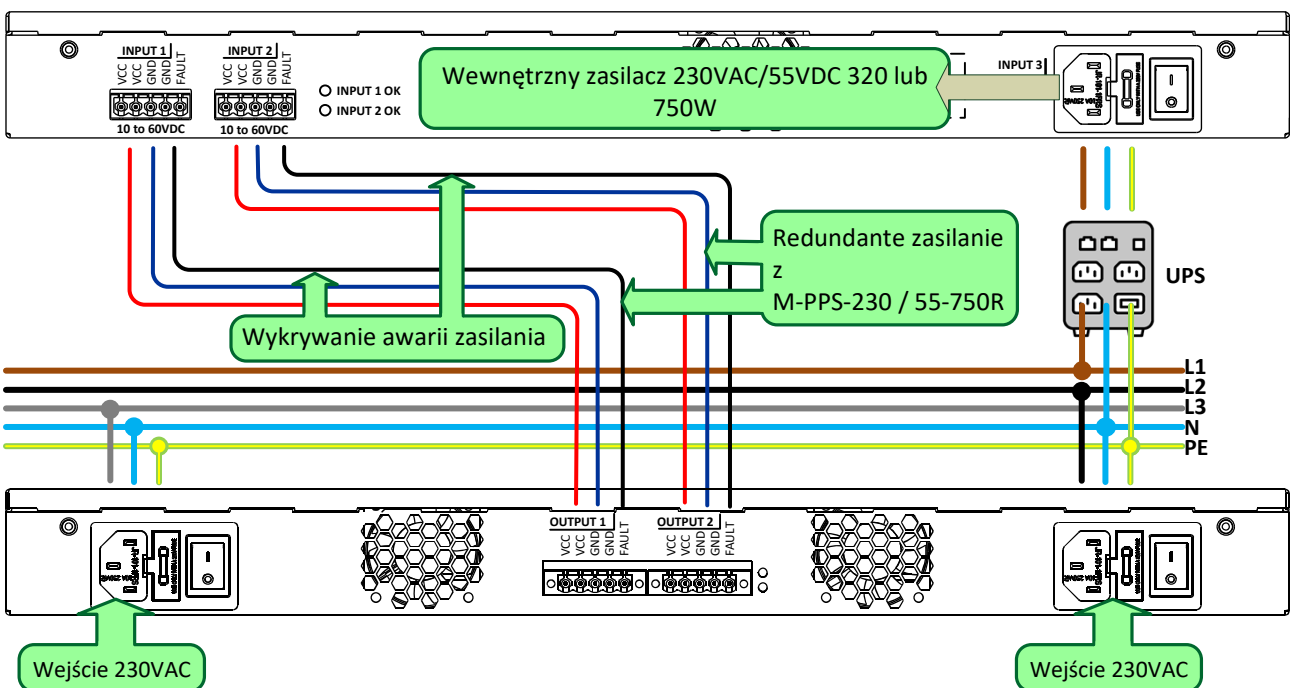 INPUT 1
VCC
VCC
GND
GND
FAULT
10 to 60VDC
INPUT 2
VCC
VCC
GND
GND
FAULT
10 to 60VDC
INPUT 1 OK
INPUT 2 OK
Wewnętrzny zasilacz 230VAC/55VDC 320 lub
750W
INPUT 3
Redundante zasilanie
z
M-PPS-230 / 55-750R
UPS
Wykrywanie awarii zasilania
L1
L2
L3
N
PE
OUTPUT 1
VCC
VCC
GND
GND
FAULT
OUTPUT 2
VCC
VCC
GND
GND
FAULT
Wejście 230VAC
Wejście 230VAC